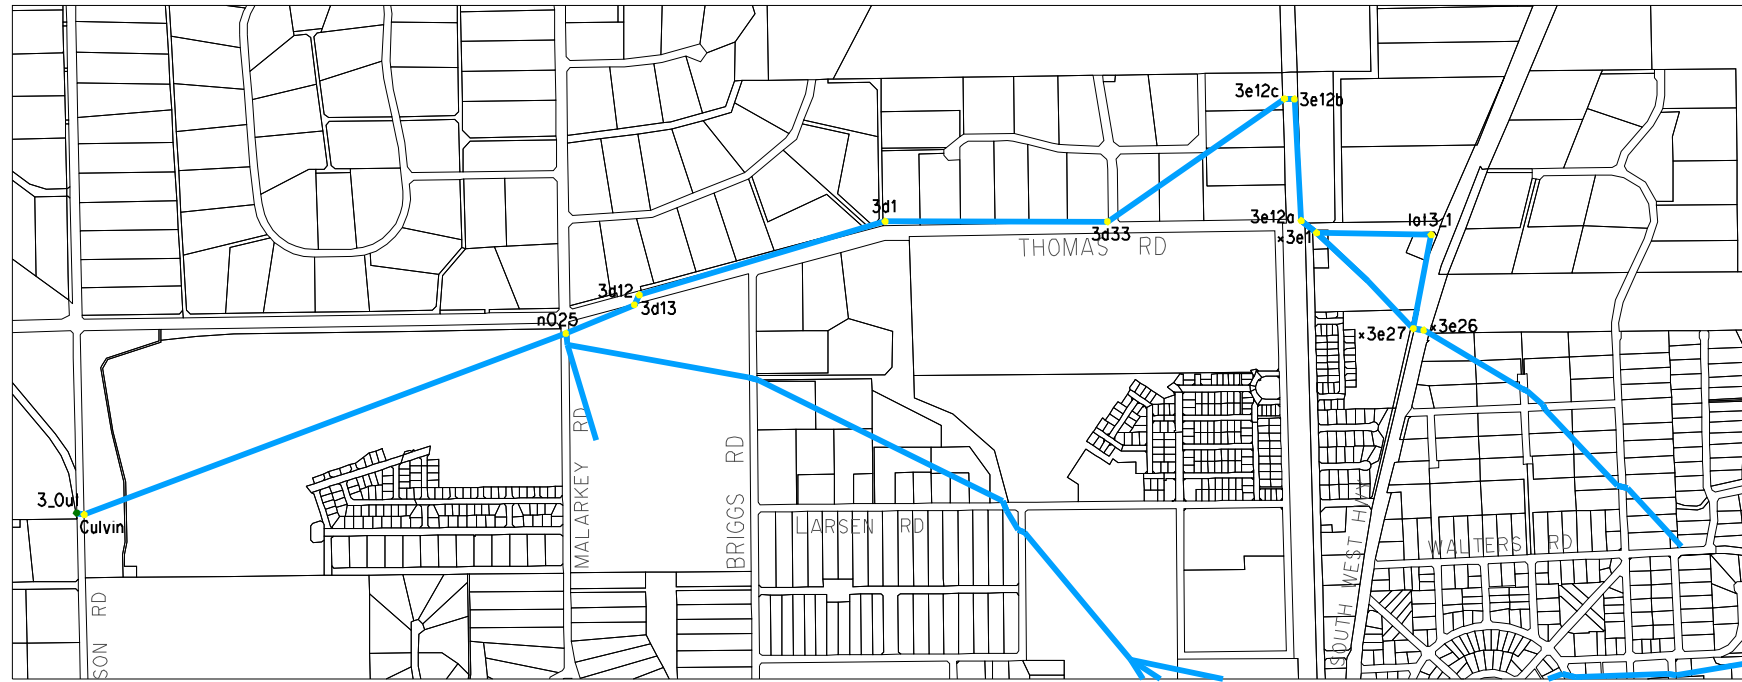 3e12c
3e12b
3d1
3e12a
lot3_1
3d33
×3e1
THOMAS RD
3d12
3d13
n025
×3e27
×3e26
MALARKEY RD
BRIGGS RD
3_Out
Culvin
LARSEN RD
SOUTH WEST HWY
WALTERS RD
SON RD